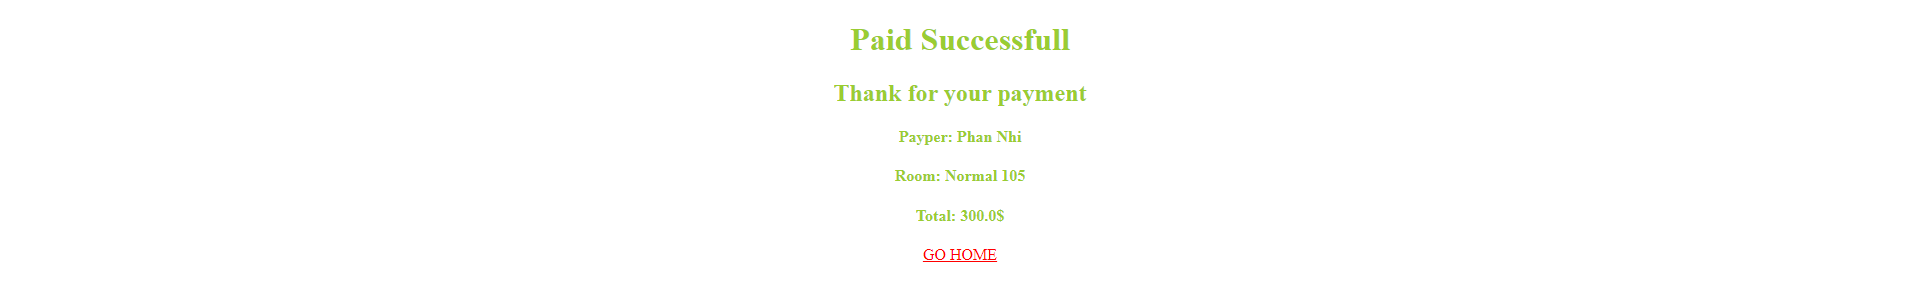 Paid Successfull
Thank for your payment
Payper: Phan Nhi
Room: Normal 105
Total: 300.0$
GO HOME